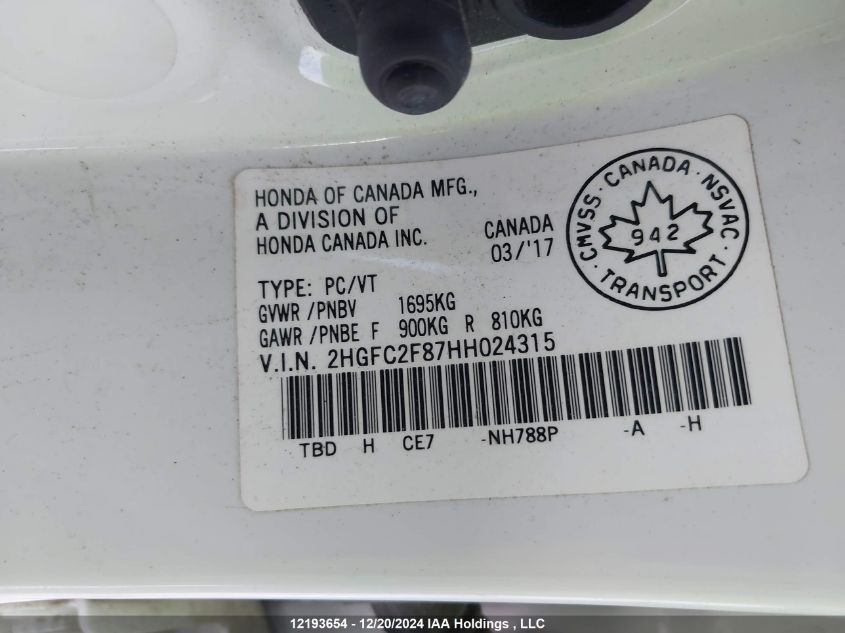 HONDA OF CANADA MFG.,
A DIVISION OF
HONDA CANADA INC.
CANADA
03/'17
CMVSS · CANADA · NSVAC
942
· TRANSPORT ·
TYPE: PC/VT
GVWR /PNBV 1695KG
GAWR /PNBE F 900KG R 810KG
V.I.N. 2HGFC2F87HH024315
TBD H CE7 -NH788P -A -H
12193654 - 12/20/2024 IAA Holdings , LLC